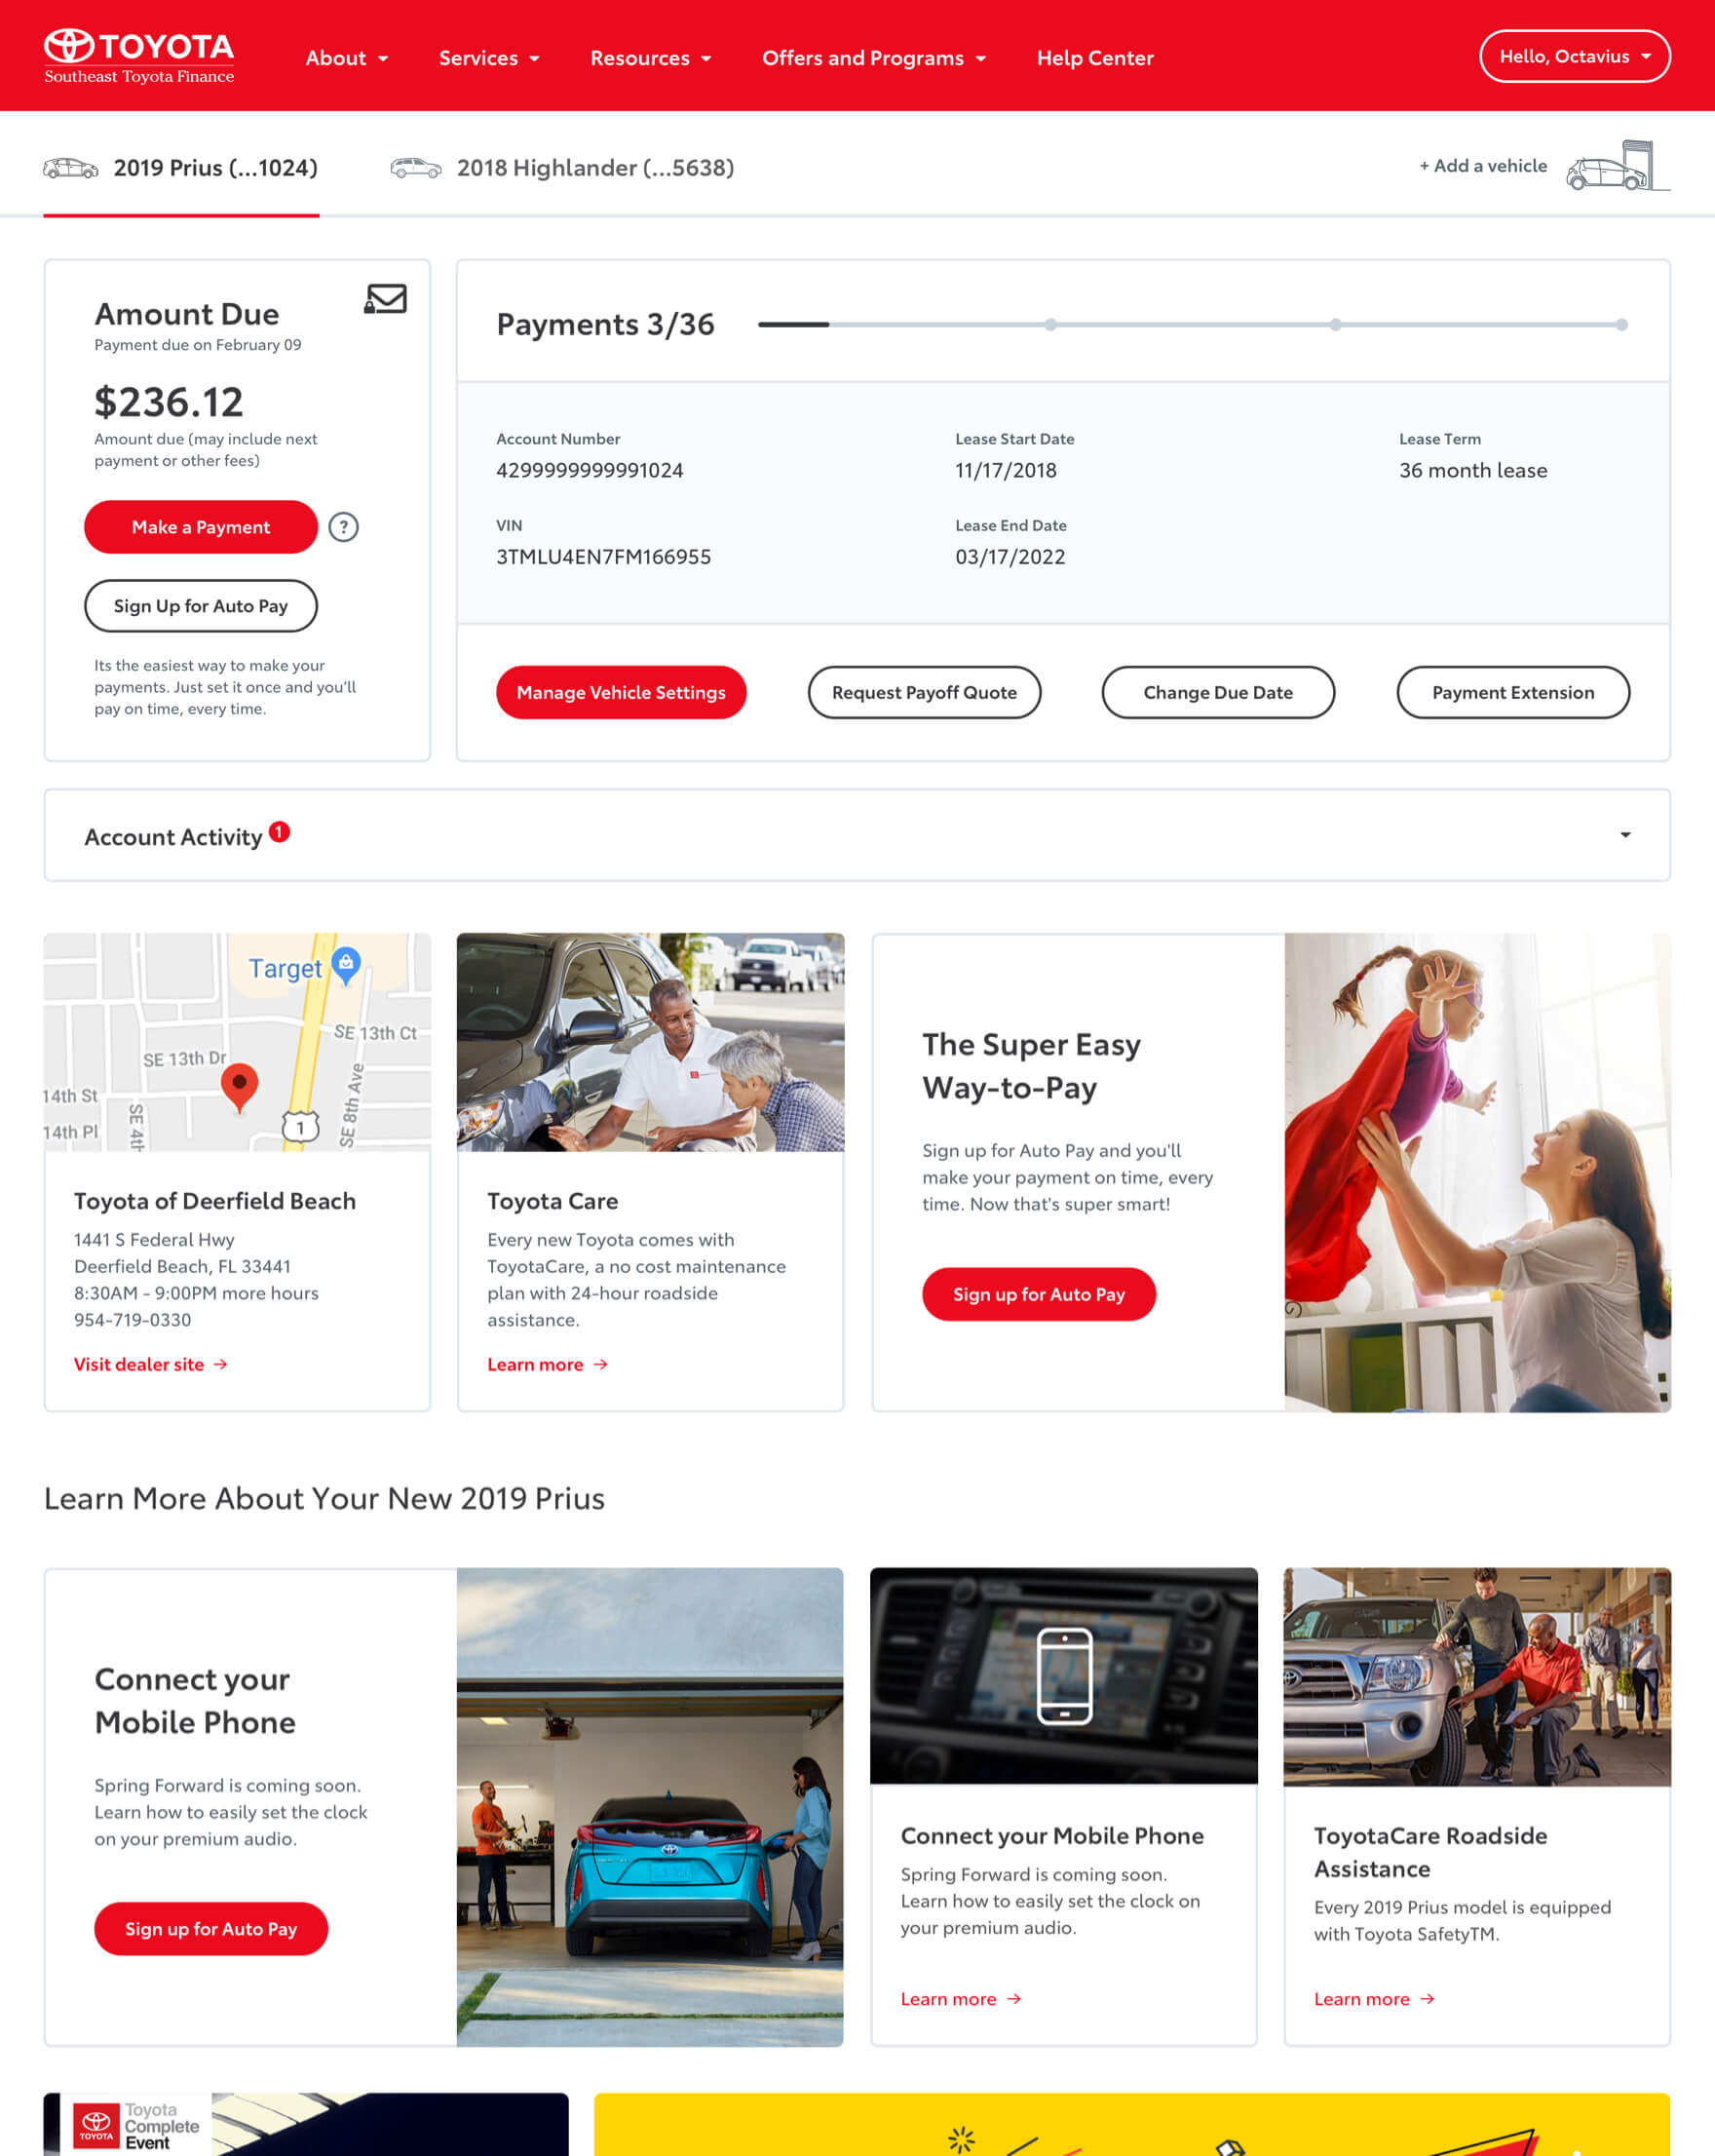 TOYOTA
Southeast Toyota Finance
About
Services
Resources
Offers and Programs
Help Center
Hello, Octavius
2019 Prius (...1024)
2018 Highlander (...5638)
+ Add a vehicle
Amount Due
Payment due on February 09
$236.12
Amount due (may include next
payment or other fees)
Make a Payment
?
Sign Up for Auto Pay
Its the easiest way to make your
payments. Just set it once and you'll
pay on time, every time.
Payments 3/36
Account Number
4299999999991024
Lease Start Date
11/17/2018
Lease Term
36 month lease
VIN
3TMLU4EN7FM166955
Lease End Date
03/17/2022
Manage Vehicle Settings
Request Payoff Quote
Change Due Date
Payment Extension
Account Activity 1
Target
SE 13th Ct
SE 13th Dr
14th St
14th Pl
SE 4th
1
SE 8th Ave
Toyota of Deerfield Beach
1441 S Federal Hwy
Deerfield Beach, FL 33441
8:30AM - 9:00PM more hours
954-719-0330
Visit dealer site
Toyota Care
Every new Toyota comes with
ToyotaCare, a no cost maintenance
plan with 24-hour roadside
assistance.
Learn more
The Super Easy
Way-to-Pay
Sign up for Auto Pay and you'll
make your payment on time, every
time. Now that's super smart!
Sign up for Auto Pay
Learn More About Your New 2019 Prius
Connect your
Mobile Phone
Spring Forward is coming soon.
Learn how to easily set the clock
on your premium audio.
Sign up for Auto Pay
Connect your Mobile Phone
Spring Forward is coming soon.
Learn how to easily set the clock on
your premium audio.
Learn more
ToyotaCare Roadside
Assistance
Every 2019 Prius model is equipped
with Toyota SafetyTM.
Learn more
TOYOTA
Toyota
Complete
Event